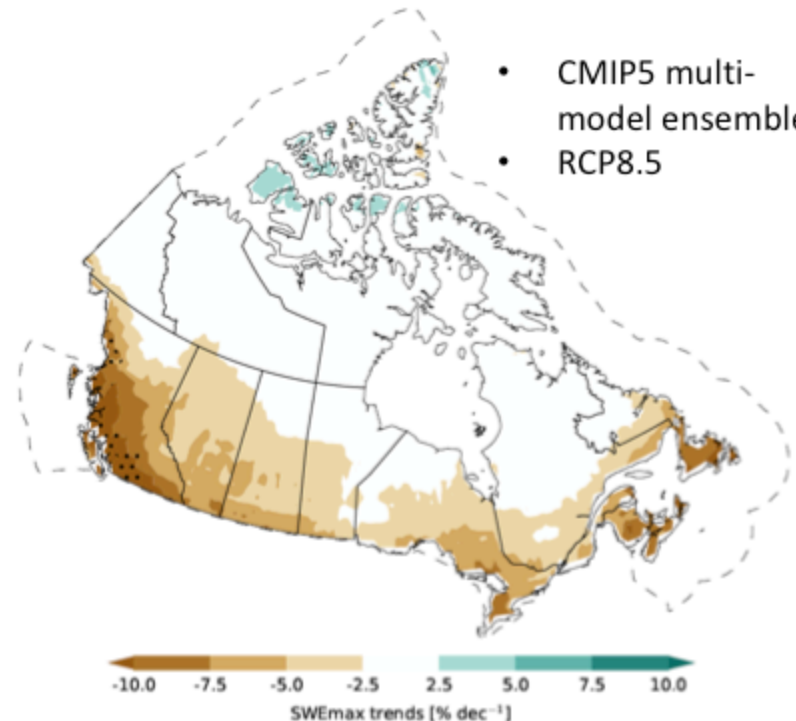 • CMIP5 multi-
model ensemble
• RCP8.5
-10.0 -7.5 -5.0 -2.5 2.5 5.0 7.5 10.0
SWEmax trends [% dec⁻¹]